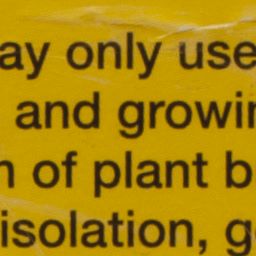 ay only use
and growin
n of plant b
isolation, g